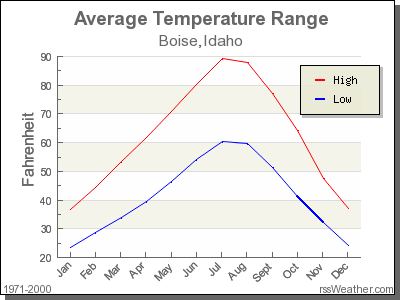 Average Temperature Range
Boise,Idaho
Fahrenheit
90
80
70
60
50
40
30
20
High
Low
Jan Feb Mar Apr May Jun Jul Aug Sept Oct Nov Dec
1971-2000
rssWeather.com